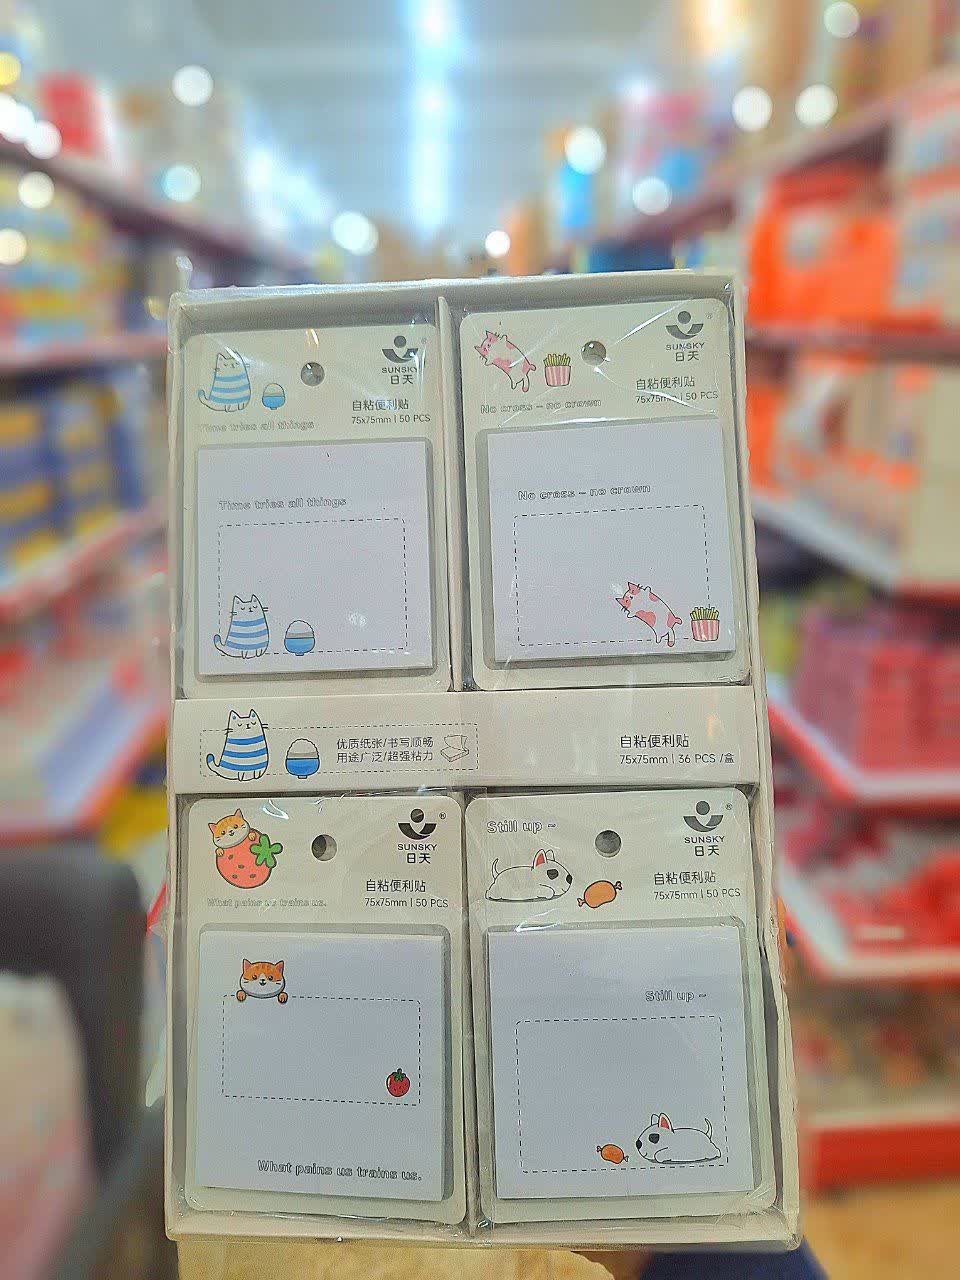 SUNSKY
日天
®
自粘便利贴
75x75mm | 50 PCS
Time tries all things
Time tries all things
SUNSKY
日天
®
自粘便利贴
75x75mm | 50 PCS
No cross – no crown
No cross – no crown
优质纸张/书写顺畅
用途广泛/超强粘力
自粘便利贴
75x75mm | 36 PCS /盒
SUNSKY
日天
®
自粘便利贴
75x75mm | 50 PCS
What pains us trains us.
What pains us trains us.
Still up ~
SUNSKY
日天
®
自粘便利贴
75x75mm | 50 PCS
Still up ~